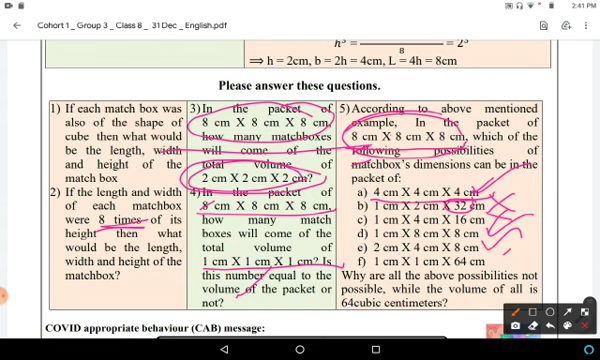 2:41 PM
Cohort 1 _ Group 3 _ Class 8 _ 31 Dec _ English.pdf
h³ = ——— = 2³
8
⟹ h = 2cm, b = 2h = 4cm, L = 4h = 8cm
Please answer these questions.
1) If each match box was
also of the shape of
cube then what would
be the length, width
and height of the
match box
2) If the length and width
of each matchbox
were 8 times of its
height then what
would be the length,
width and height of the
matchbox?
3)In the packet of
8 cm X 8 cm X 8 cm,
how many matchboxes
will come of the
total volume of
2 cm X 2 cm X 2 cm?
4)In the packet of
8 cm X 8 cm X 8 cm,
how many match
boxes will come of the
total volume of
1 cm X 1 cm X 1 cm? Is
this number equal to the
volume of the packet or
not?
5)According to above mentioned
example, the packet of
8 cm X 8 cm X 8 cm, which of the
following possibilities of
matchbox's dimensions can be in the
packet of:
a) 4 cm X 4 cm X 4 cm
b) 1 cm X 2 cm X 32 cm
c) 1 cm X 4 cm X 16 cm
d) 1 cm X 8 cm X 8 cm
e) 2 cm X 4 cm X 8 cm
f) 1 cm X 1 cm X 64 cm
Why are all the above possibilities not
possible, while the volume of all is
64cubic centimeters?
COVID appropriate behaviour (CAB) message: